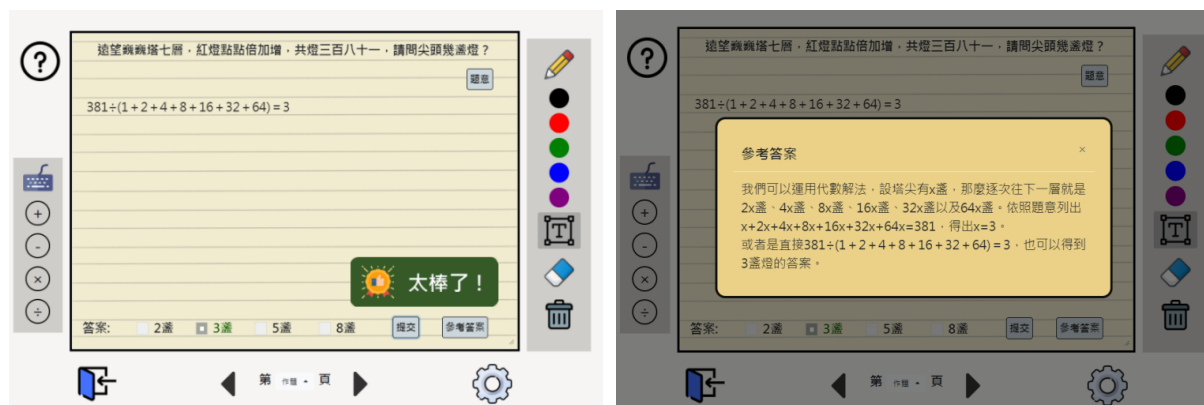 ?
遠望巍巍塔七層，紅燈點點倍加增，共燈三百八十一，請問尖頭幾盞燈？
題意
381÷(1+2+4+8+16+32+64)=3
+
-
×
÷
T
太棒了！
答案: 2盞 3盞 5盞 8盞 提交 參考答案
第 作題 頁
?
遠望巍巍塔七層，紅燈點點倍加增，共燈三百八十一，請問尖頭幾盞燈？
題意
381÷(1+2+4+8+16+32+64)=3
參考答案 ×
我們可以運用代數解法，設塔尖有x盞，那麼逐次往下一層就是
2x盞、4x盞、8x盞、16x盞、32x盞以及64x盞。依照題意列出
x+2x+4x+8x+16x+32x+64x=381，得出x=3。
或者是直接381÷(1+2+4+8+16+32+64)=3，也可以得到
3盞燈的答案。
+
-
×
÷
T
答案: 2盞 3盞 5盞 8盞 提交 參考答案
第 作題 頁